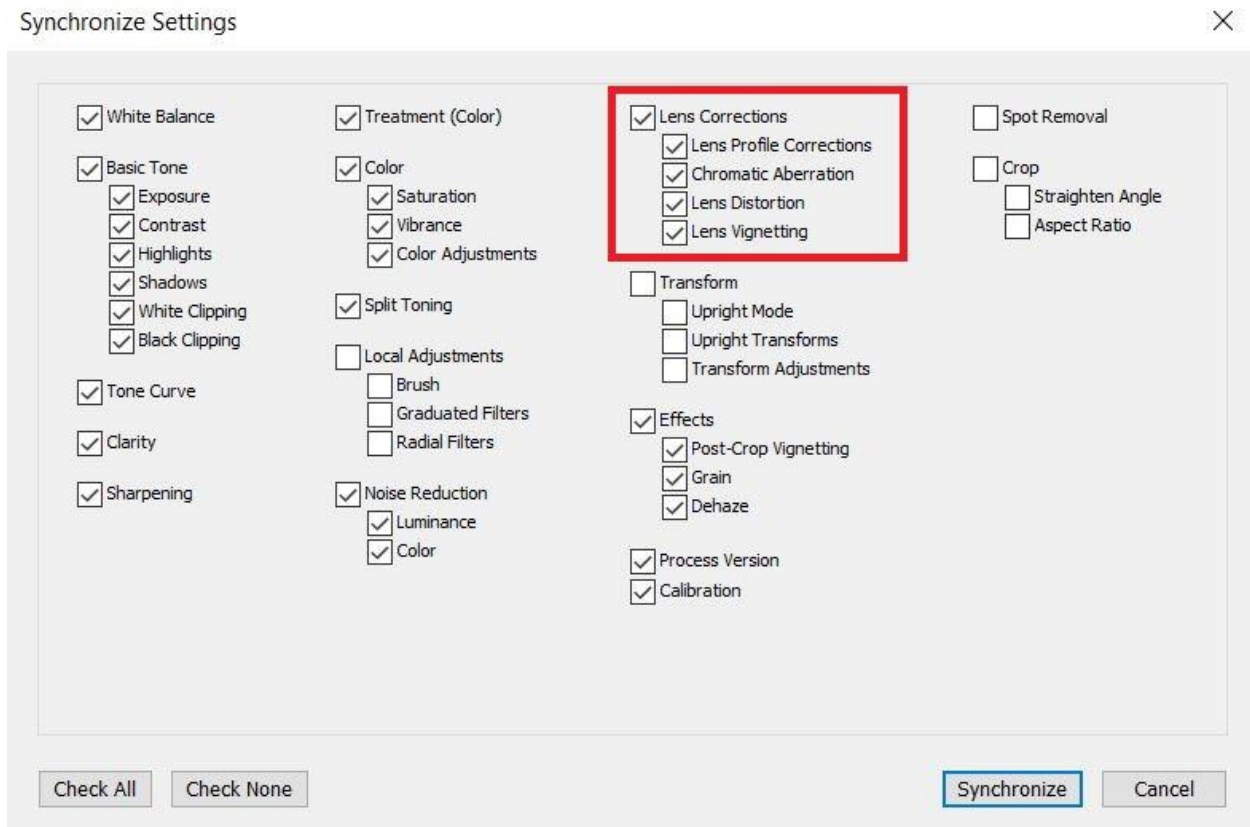 Synchronize Settings
White Balance
Basic Tone
Exposure
Contrast
Highlights
Shadows
White Clipping
Black Clipping
Tone Curve
Clarity
Sharpening
Treatment (Color)
Color
Saturation
Vibrance
Color Adjustments
Split Toning
Local Adjustments
Brush
Graduated Filters
Radial Filters
Noise Reduction
Luminance
Color
Lens Corrections
Lens Profile Corrections
Chromatic Aberration
Lens Distortion
Lens Vignetting
Transform
Upright Mode
Upright Transforms
Transform Adjustments
Effects
Post-Crop Vignetting
Grain
Dehaze
Process Version
Calibration
Spot Removal
Crop
Straighten Angle
Aspect Ratio
Check All
Check None
Synchronize
Cancel